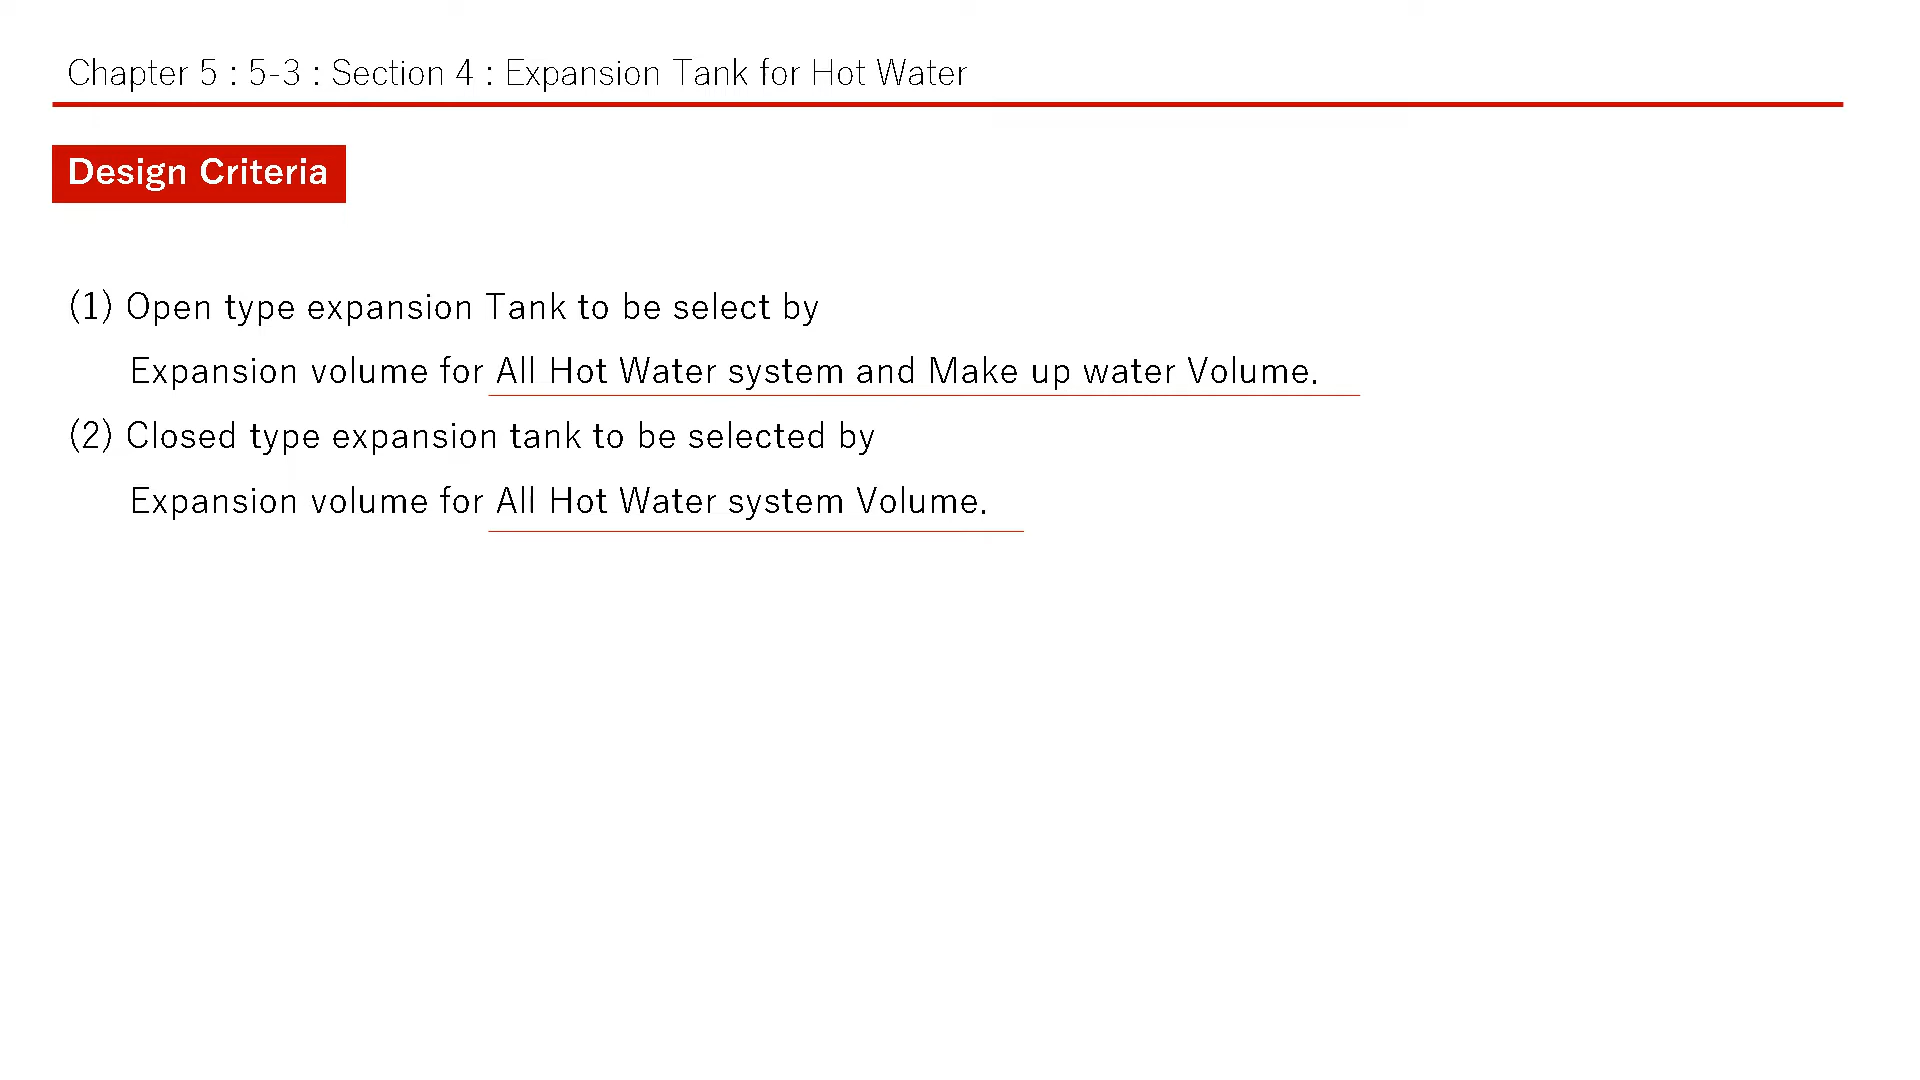 Chapter 5 : 5-3 : Section 4 : Expansion Tank for Hot Water
Design Criteria
(1) Open type expansion Tank to be select by
Expansion volume for All Hot Water system and Make up water Volume.
(2) Closed type expansion tank to be selected by
Expansion volume for All Hot Water system Volume.